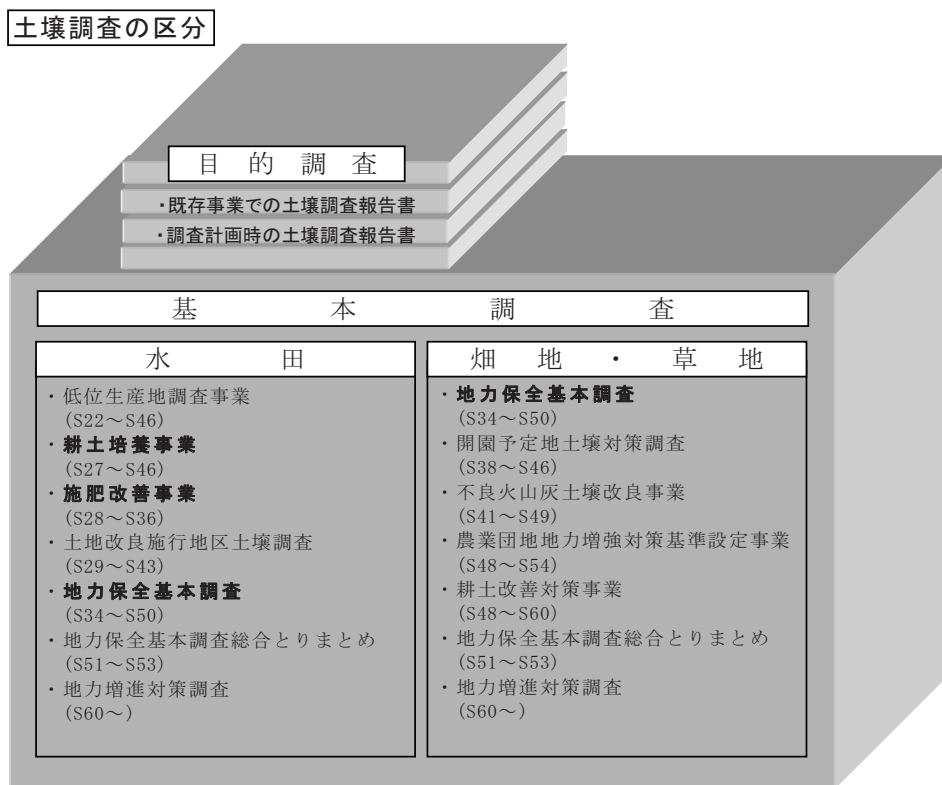 土壌調査の区分
目的調査
・既存事業での土壌調査報告書
・調査計画時の土壌調査報告書
基本調査
水田
・低位生産地調査事業
(S22～S46)
・耕土培養事業
(S27～S46)
・施肥改善事業
(S28～S36)
・土地改良施行地区土壌調査
(S29～S43)
・地力保全基本調査
(S34～S50)
・地力保全基本調査総合とりまとめ
(S51～S53)
・地力増進対策調査
(S60～)
畑地・草地
・地力保全基本調査
(S34～S50)
・開園予定地土壌対策調査
(S38～S46)
・不良火山灰土壌改良事業
(S41～S49)
・農業団地地力増強対策基準設定事業
(S48～S54)
・耕土改善対策事業
(S48～S60)
・地力保全基本調査総合とりまとめ
(S51～S53)
・地力増進対策調査
(S60～)